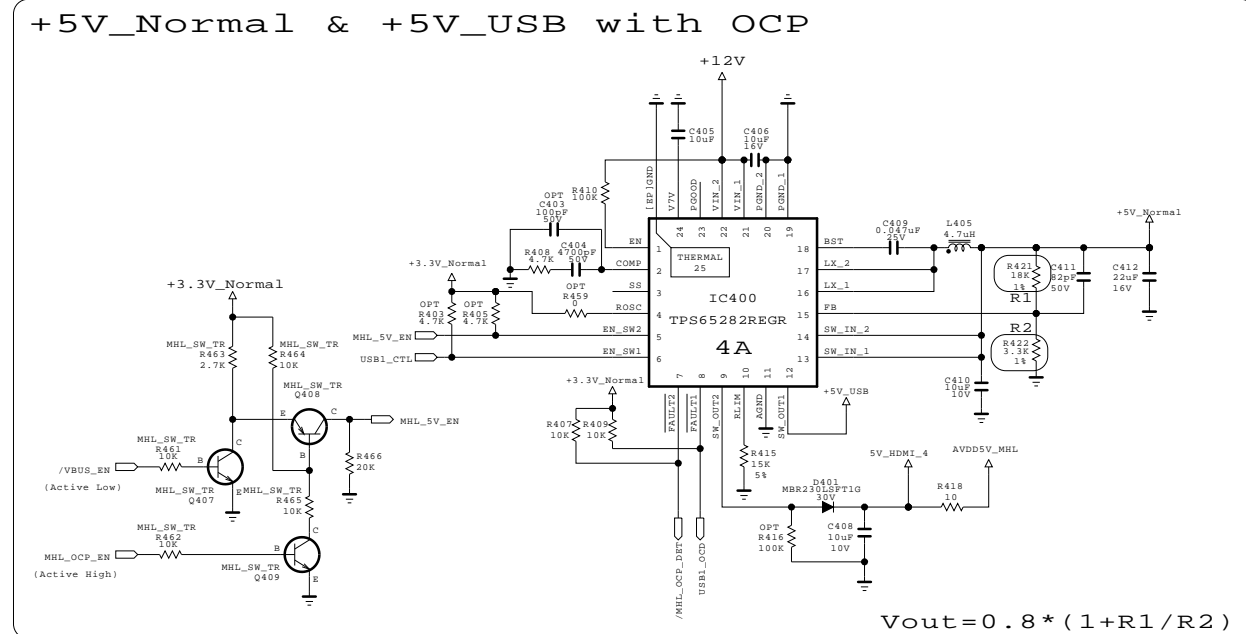 +5V_Normal & +5V_USB with OCP
+12V
C405
10uF
C406
10uF
16V
R410
100K
[EP]GND
V7V
PGOOD
VIN_2
VIN_1
PGND_2
PGND_1
24
23
22
21
20
19
OPT
C403
100pF
50V
R408
4.7K
C404
4700pF
50V
EN
COMP
SS
ROSC
EN_SW2
EN_SW1
1
2
3
4
5
6
THERMAL
25
IC400
TPS65282REGR
4A
18
17
16
15
14
13
BST
LX_2
LX_1
FB
SW_IN_2
SW_IN_1
C409
0.047uF
25V
L405
4.7uH
+5V_Normal
R421
18K
1%
R1
C411
82pF
50V
C412
22uF
16V
R2
R422
3.3K
1%
C410
10uF
10V
+3.3V_Normal
OPT
R403
4.7K
OPT
R405
4.7K
OPT
R459
0
MHL_5V_EN
USB1_CTL
7
8
9
10
11
12
FAULT2
FAULT1
SW_OUT2
RLIM
AGND
SW_OUT1
+5V_USB
+3.3V_Normal
R407
10K
R409
10K
R415
15K
5%
/MHL_OCP_DET
USB1_OCD
D401
MBR230LSFT1G
30V
OPT
R416
100K
C408
10uF
10V
5V_HDMI_4
R418
10
AVDD5V_MHL
+3.3V_Normal
MHL_SW_TR
R463
2.7K
MHL_SW_TR
R464
10K
MHL_SW_TR
Q408
E
C
B
MHL_5V_EN
R466
20K
MHL_SW_TR
R461
10K
/VBUS_EN
(Active Low)
B
C
E
MHL_SW_TR
Q407
MHL_SW_TR
R465
10K
MHL_SW_TR
R462
10K
MHL_OCP_EN
(Active High)
B
C
E
MHL_SW_TR
Q409
Vout=0.8*(1+R1/R2)